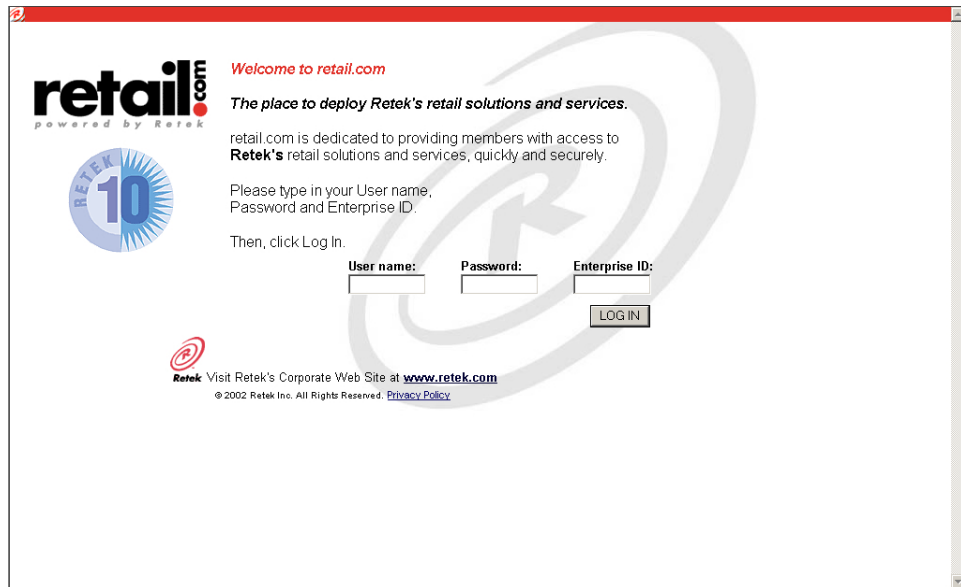 retail.com
powered by Retek
RETEK
10
Welcome to retail.com
The place to deploy Retek's retail solutions and services.
retail.com is dedicated to providing members with access to
Retek's retail solutions and services, quickly and securely.
Please type in your User name,
Password and Enterprise ID.
Then, click Log In.
User name: Password: Enterprise ID:
LOG IN
Retek Visit Retek's Corporate Web Site at www.retek.com
© 2002 Retek Inc. All Rights Reserved. Privacy Policy